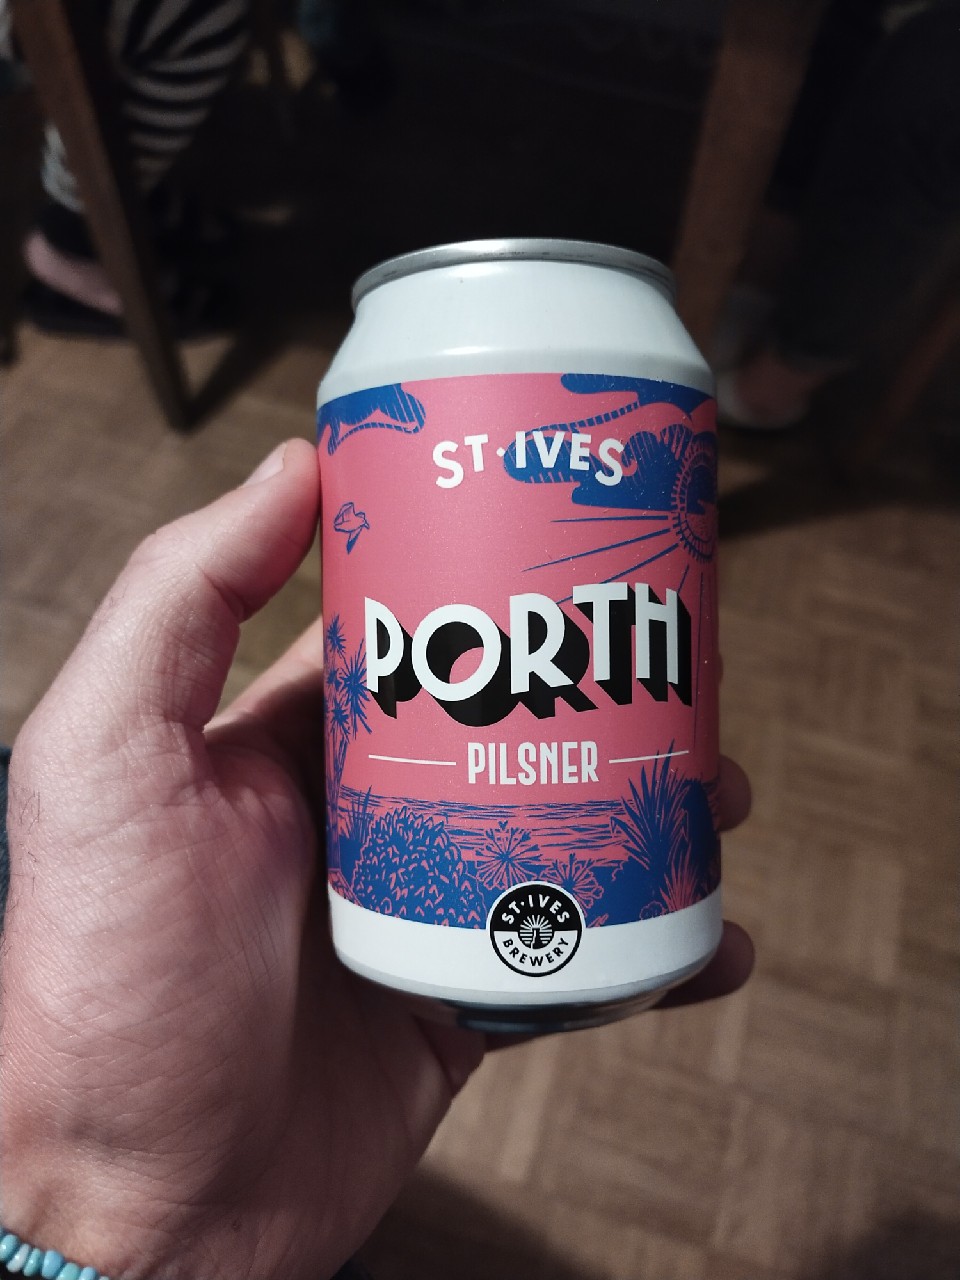 ST·IVES
PORTH
PILSNER
ST·IVES
BREWERY